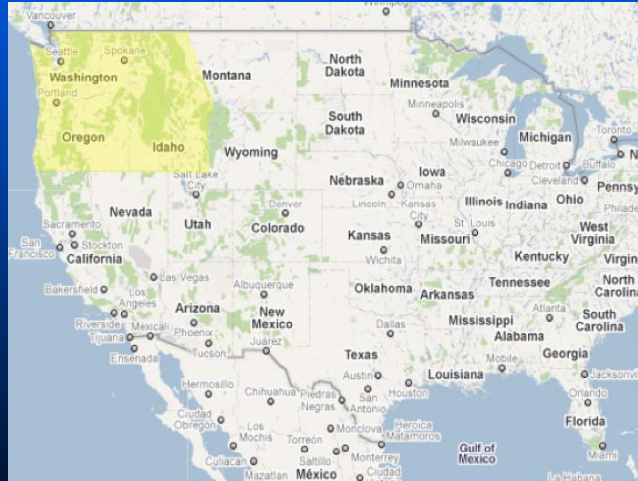 Vancouver
Winnipeg
Seattle
Spokane
Washington
Montana
North
Dakota
Minnesota
Portland
Minneapolis
Wisconsin
South
Dakota
Michigan
Toronto
Oregon
Idaho
Wyoming
Milwaukee
Chicago
Detroit
Buffalo
N
Cleveland
Salt Lake
City
Nebraska
Iowa
Omaha
Lincoln
Kansas
City
Illinois
Indiana
Ohio
Pennsy
Philade
Nevada
Utah
Denver
Colorado
Sacramento
San
Francisco
Stockton
California
Kansas
Missouri
St. Louis
West
Virginia
Kentucky
Virgin
Wichita
Las Vegas
Bakersfield
Los
Angeles
Albuquerque
Oklahoma
Arkansas
Tennessee
North
Carolina
Riverside
Arizona
Phoenix
New
Mexico
Mississippi
Atlanta
South
Carolina
Alabama
Tijuana
Mexicali
Ensenada
Tucson
Juárez
Dallas
Texas
Georgia
Louisiana
Mobile
Jacksonvil
Austin
San
Antonio
Houston
Orlando
Hermosillo
Chihuahua
Piedras
Negras
Florida
Ciudad
Obregon
Monclova
Heroica
Matamoros
Gulf of
Mexico
Miami
Los
Mochis
Torreón
Culiacan
Saltillo
Monterrey
Mazatlan
México
Ciudad
La Habana